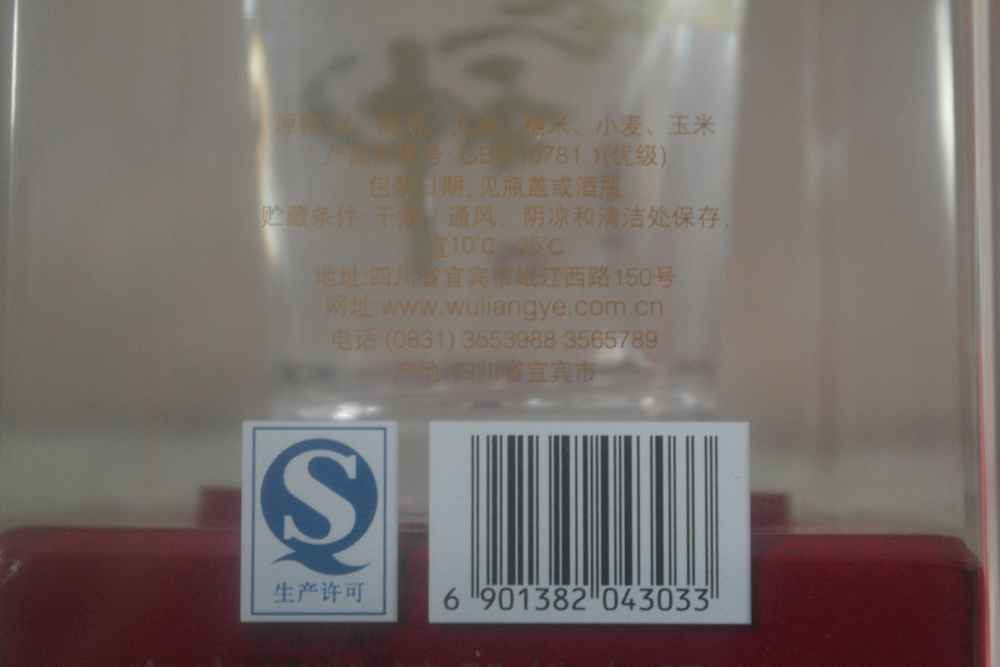 原料:水、高粱、大米、糯米、小麦、玉米
产品标准号:GB/T10781.1(优级)
包装日期:见瓶盖或酒瓶
贮藏条件:干燥、通风、阴凉和清洁处保存,
宜10℃-25℃
地址:四川省宜宾市岷江西路150号
网址:www.wuliangye.com.cn
电话:(0831) 3553988 3565789
产地:四川省宜宾市
S
生产许可
6 901382 043033